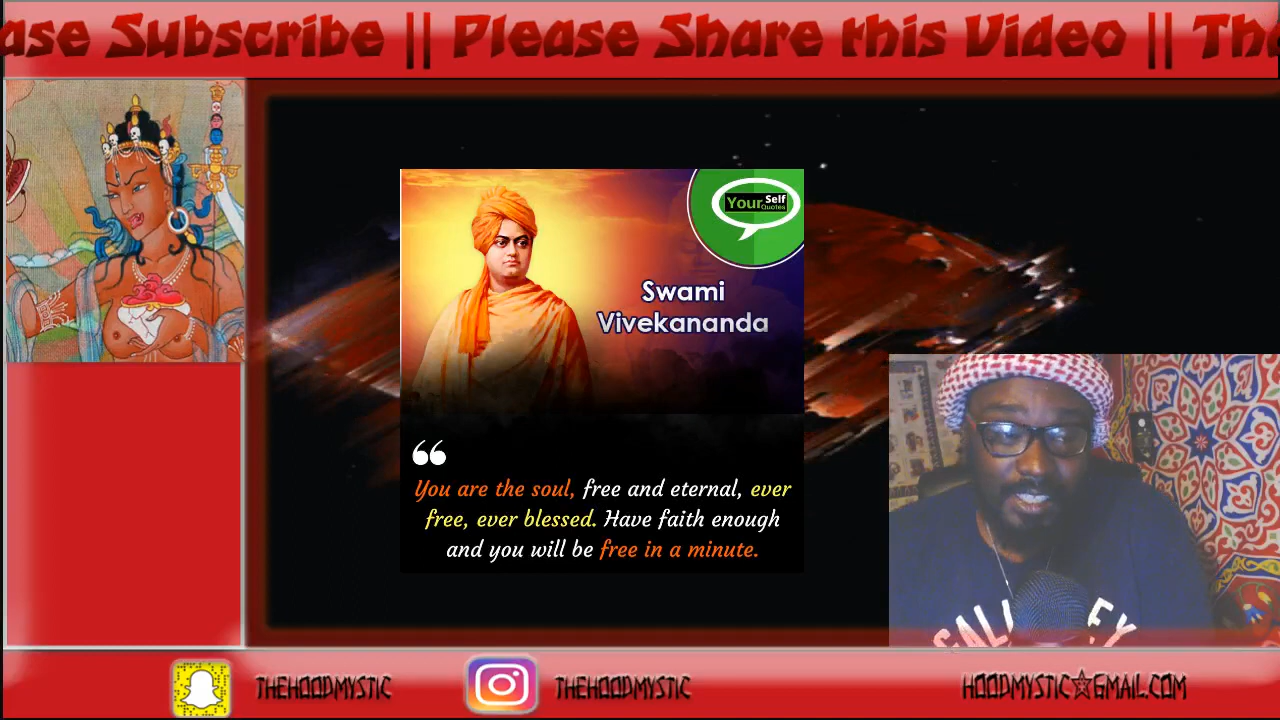 ase Subscribe || Please Share this Video || Th
Your Self
Quotes
Swami
Vivekananda
You are the soul, free and eternal, ever
free, ever blessed. Have faith enough
and you will be free in a minute.
THEHOODMYSTIC
THEHOODMYSTIC
HOODMYSTIC☆GMAIL.COM